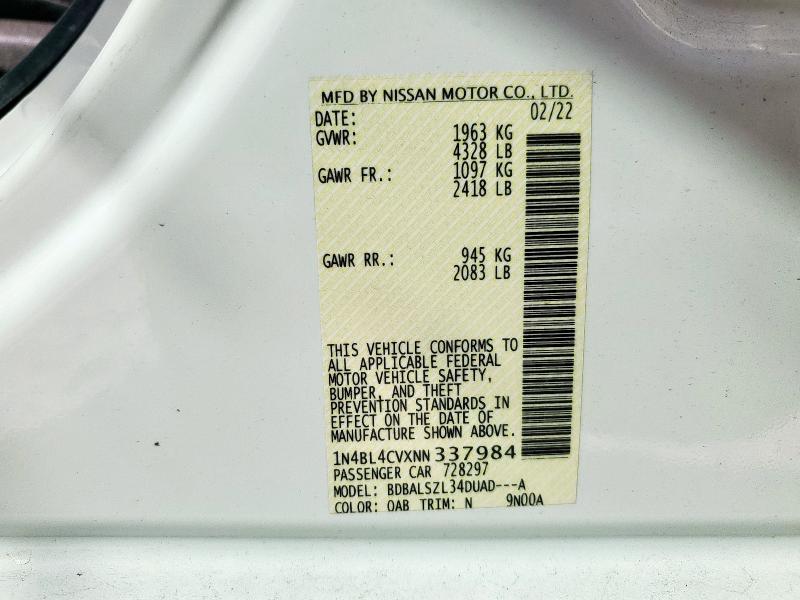 MFD BY NISSAN MOTOR CO., LTD.
DATE: 02/22
GVWR: 1963 KG
4328 LB
GAWR FR.: 1097 KG
2418 LB
GAWR RR.: 945 KG
2083 LB
THIS VEHICLE CONFORMS TO
ALL APPLICABLE FEDERAL
MOTOR VEHICLE SAFETY,
BUMPER, AND THEFT
PREVENTION STANDARDS IN
EFFECT ON THE DATE OF
MANUFACTURE SHOWN ABOVE.
1N4BL4CVXNN 337984
PASSENGER CAR 728297
MODEL: BDBALSZL34DUAD---A
COLOR: QAB TRIM: N 9N00A